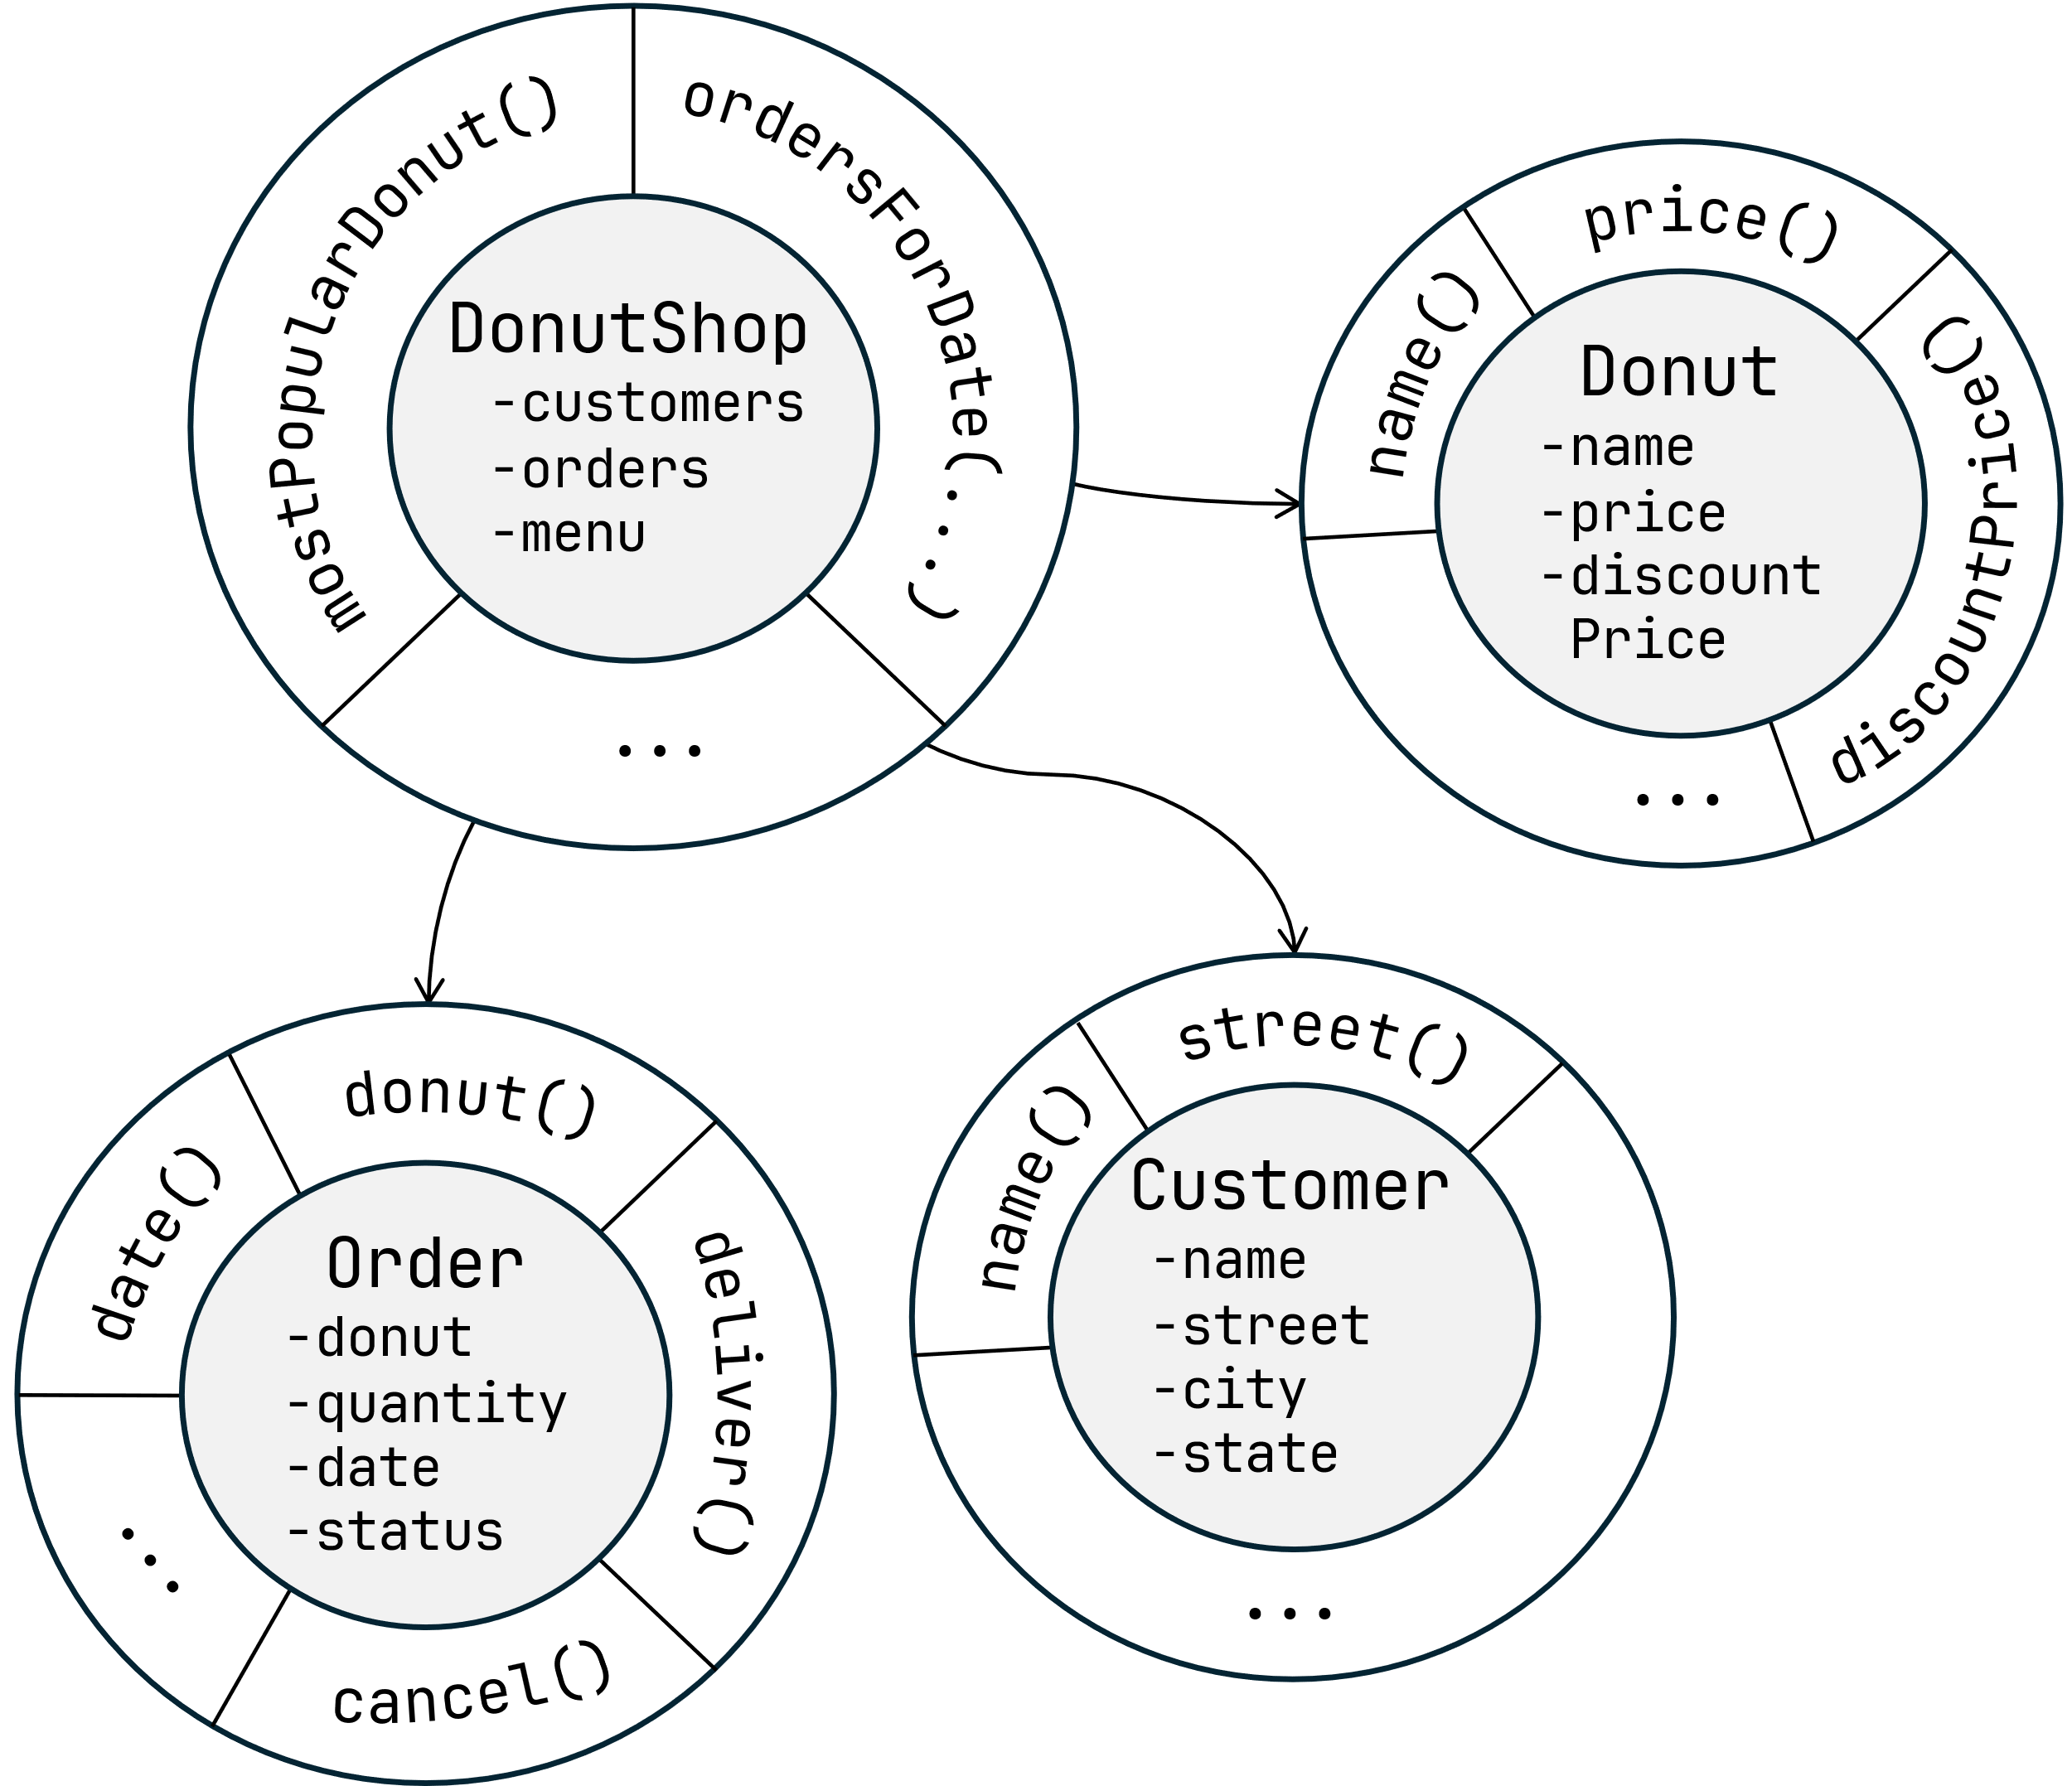 mostPopularDonut()
ordersForDate(...)
DonutShop
-customers
-orders
-menu
...
name()
price()
discountPrice()
Donut
-name
-price
-discount
Price
...
date()
donut()
deliver()
Order
-donut
-quantity
-date
-status
...
cancel()
name()
street()
Customer
-name
-street
-city
-state
...